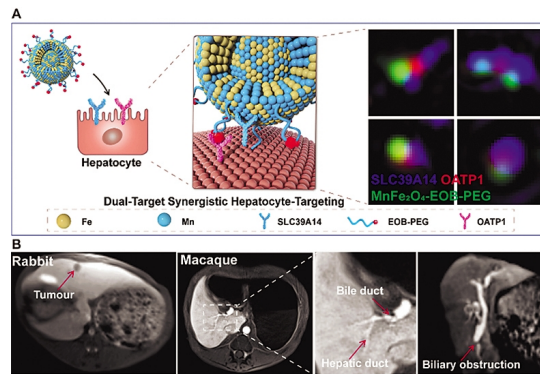 A
Hepatocyte
SLC39A14 OATP1
MnFe₂O₄-EOB-PEG
Dual-Target Synergistic Hepatocyte-Targeting
Fe
Mn
SLC39A14
EOB-PEG
OATP1
B
Rabbit
Tumour
Macaque
Bile duct
Hepatic duct
Biliary obstruction